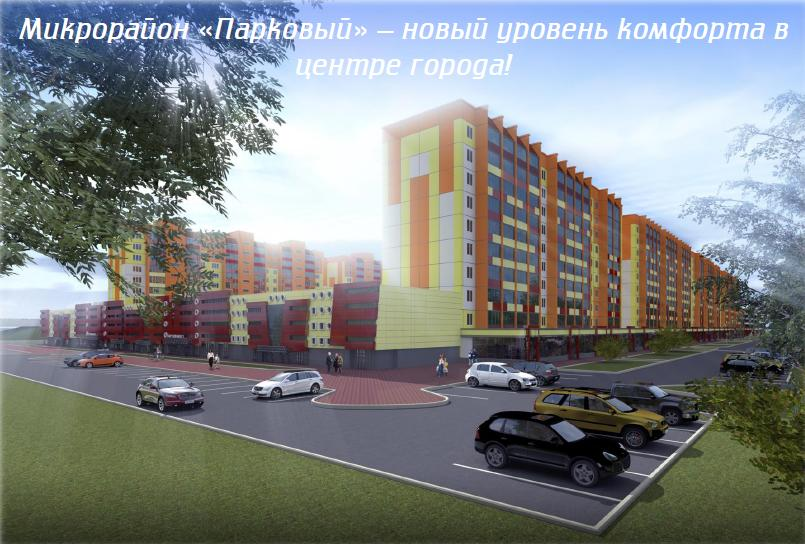 Микрорайон «Парковый» – новый уровень комфорта в
центре города!